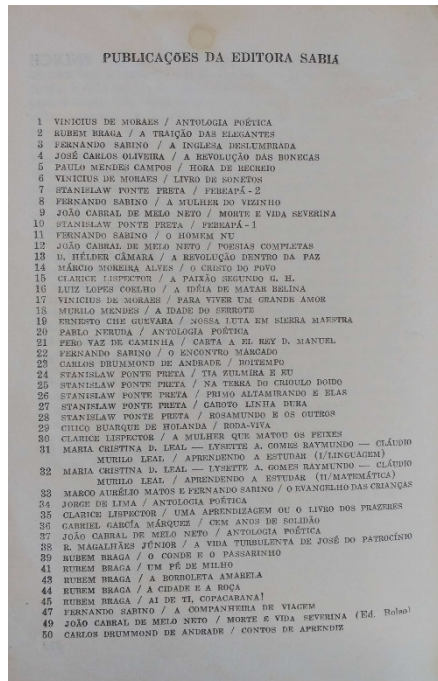 PUBLICAÇÕES DA EDITORA SABIÁ
1 VINICIUS DE MORAES / ANTOLOGIA POÉTICA
2 RUBEM BRAGA / A TRAIÇÃO DAS ELEGANTES
3 FERNANDO SABINO / A INGLESA DESLUMBRADA
4 JOSÉ CARLOS OLIVEIRA / A REVOLUÇÃO DAS BONECAS
5 PAULO MENDES CAMPOS / HORA DE RECREIO
6 VINICIUS DE MORAES / LIVRO DE SONETOS
7 STANISLAW PONTE PRETA / FEBEAPÁ - 2
8 FERNANDO SABINO / A MULHER DO VIZINHO
9 JOÃO CABRAL DE MELO NETO / MORTE E VIDA SEVERINA
10 STANISLAW PONTE PRETA / FEBEAPÁ - 1
11 FERNANDO SABINO / O HOMEM NU
12 JOÃO CABRAL DE MELO NETO / POESIAS COMPLETAS
13 D. HÉLDER CÂMARA / A REVOLUÇÃO DENTRO DA PAZ
14 MÁRCIO MOREIRA ALVES / O CRISTO DO POVO
15 CLARICE LISPECTOR / A PAIXÃO SEGUNDO G. H.
16 LUIZ LOPES COELHO / A IDÉIA DE MATAR BELINA
17 VINICIUS DE MORAES / PARA VIVER UM GRANDE AMOR
18 MURILO MENDES / A IDADE DO SERROTE
19 ERNESTO CHE GUEVARA / NOSSA LUTA EM SIERRA MAESTRA
20 PABLO NERUDA / ANTOLOGIA POÉTICA
21 PERO VAZ DE CAMINHA / CARTA A EL REY D. MANUEL
22 FERNANDO SABINO / O ENCONTRO MARCADO
23 CARLOS DRUMMOND DE ANDRADE / BOITEMPO
24 STANISLAW PONTE PRETA / TIA ZULMIRA E EU
25 STANISLAW PONTE PRETA / NA TERRA DO CRIOULO DOIDO
26 STANISLAW PONTE PRETA / PRIMO ALTAMIRANDO E ELAS
27 STANISLAW PONTE PRETA / GAROTO LINHA DURA
28 STANISLAW PONTE PRETA / ROSAMUNDO E OS OUTROS
29 CHICO BUARQUE DE HOLANDA / RODA-VIVA
30 CLARICE LISPECTOR / A MULHER QUE MATOU OS PEIXES
31 MARIA CRISTINA D. LEAL — LYSETTE A. GOMES RAYMUNDO — CLÁUDIO
MURILO LEAL / APRENDENDO A ESTUDAR (I/LINGUAGEM)
32 MARIA CRISTINA D. LEAL — LYSETTE A. GOMES RAYMUNDO — CLÁUDIO
MURILO LEAL / APRENDENDO A ESTUDAR (II/MATEMÁTICA)
33 MARCO AURÉLIO MATOS E FERNANDO SABINO / O EVANGELHO DAS CRIANÇAS
34 JORGE DE LIMA / ANTOLOGIA POÉTICA
35 CLARICE LISPECTOR / UMA APRENDIZAGEM OU O LIVRO DOS PRAZERES
36 GABRIEL GARCÍA MÁRQUEZ / CEM ANOS DE SOLIDÃO
37 JOÃO CABRAL DE MELO NETO / ANTOLOGIA POÉTICA
38 R. MAGALHÃES JÚNIOR / A VIDA TURBULENTA DE JOSÉ DO PATROCÍNIO
39 RUBEM BRAGA / O CONDE E O PASSARINHO
41 RUBEM BRAGA / UM PÉ DE MILHO
43 RUBEM BRAGA / A BORBOLETA AMARELA
44 RUBEM BRAGA / A CIDADE E A ROÇA
45 RUBEM BRAGA / AI DE TI, COPACABANA!
47 FERNANDO SABINO / A COMPANHEIRA DE VIAGEM
49 JOÃO CABRAL DE MELO NETO / MORTE E VIDA SEVERINA (Ed. Bolso)
50 CARLOS DRUMMOND DE ANDRADE / CONTOS DE APRENDIZ